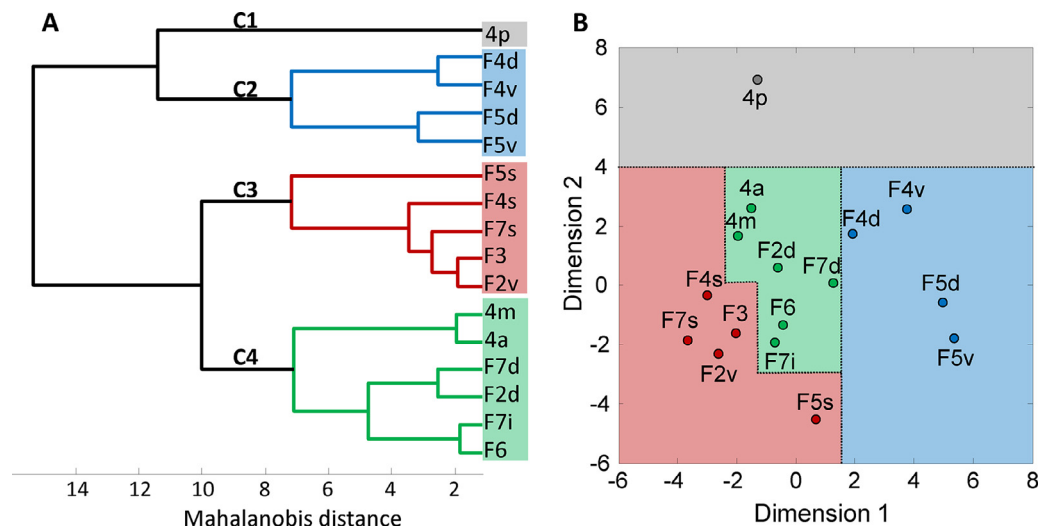 A
C1
4p
F4d
C2
F4v
F5d
F5v
F5s
C3
F4s
F7s
F3
F2v
4m
4a
C4
F7d
F2d
F7i
F6
14 12 10 8 6 4 2
Mahalanobis distance
B
8
6
4
2
0
-2
-4
-6
Dimension 2
4p
4a
F4v
4m
F4d
F2d
F7d
F4s
F5d
F7s
F3
F6
F2v
F7i
F5v
F5s
-6 -4 -2 0 2 4 6 8
Dimension 1